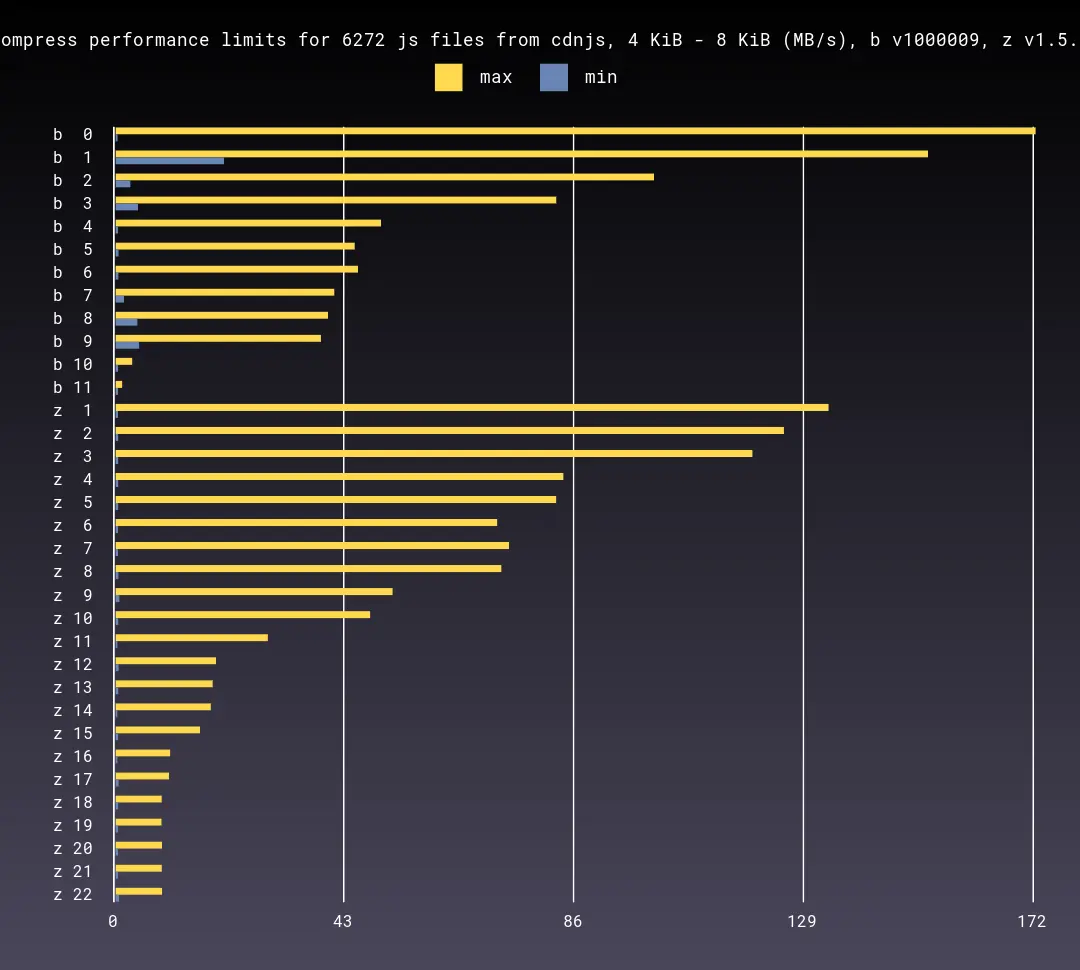 ompress performance limits for 6272 js files from cdnjs, 4 KiB - 8 KiB (MB/s), b v1000009, z v1.5.
max min
b 0
b 1
b 2
b 3
b 4
b 5
b 6
b 7
b 8
b 9
b 10
b 11
z 1
z 2
z 3
z 4
z 5
z 6
z 7
z 8
z 9
z 10
z 11
z 12
z 13
z 14
z 15
z 16
z 17
z 18
z 19
z 20
z 21
z 22
0 43 86 129 172